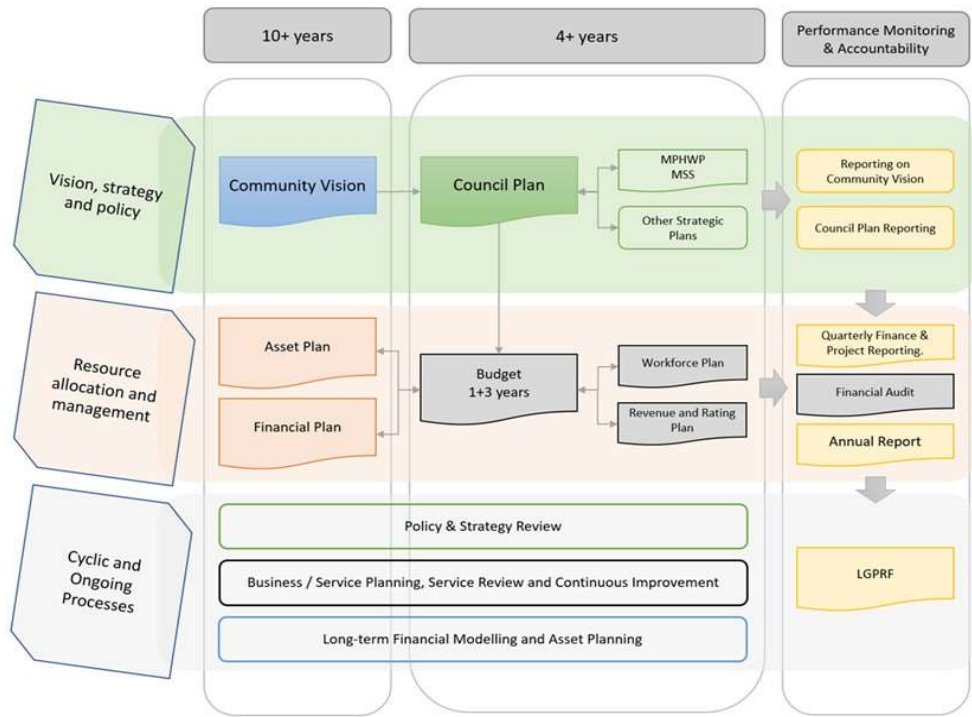 10+ years
4+ years
Performance Monitoring
& Accountability
Vision, strategy
and policy
Community Vision
Council Plan
MPHWP
MSS
Other Strategic
Plans
Reporting on
Community Vision
Council Plan Reporting
Resource
allocation and
management
Asset Plan
Financial Plan
Budget
1+3 years
Workforce Plan
Revenue and Rating
Plan
Quarterly Finance &
Project Reporting.
Financial Audit
Annual Report
Cyclic and
Ongoing
Processes
Policy & Strategy Review
Business / Service Planning, Service Review and Continuous Improvement
Long-term Financial Modelling and Asset Planning
LGPRF